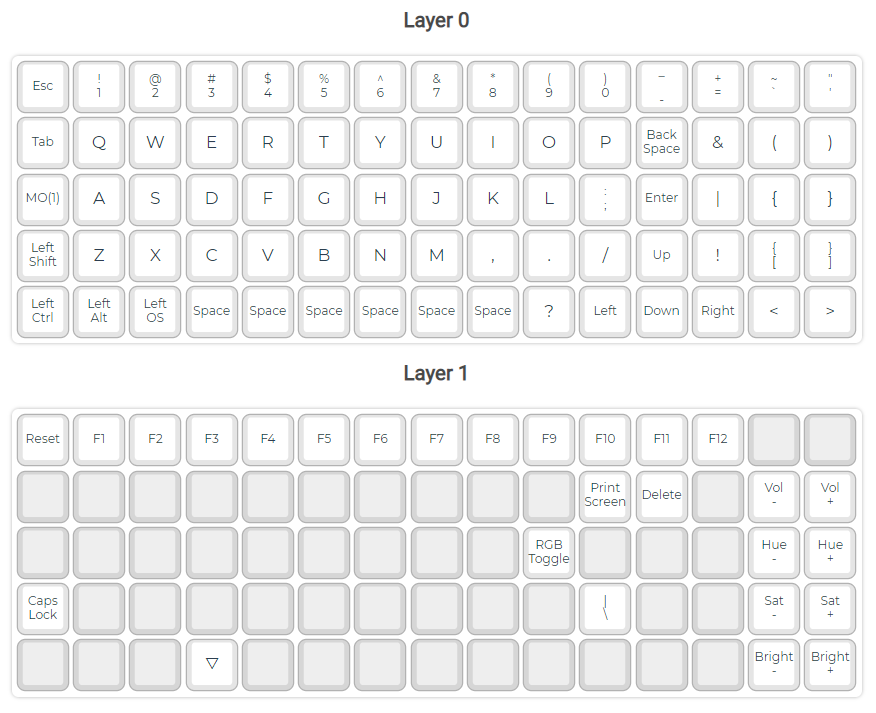 Layer 0
Esc ! 1 @ 2 # 3 $ 4 % 5 ^ 6 & 7 * 8 ( 9 ) 0 _ - + = ~ ` " '
Tab Q W E R T Y U I O P Back Space & ( )
MO(1) A S D F G H J K L : ; Enter | { }
Left Shift Z X C V B N M , . / Up ! { [ } ]
Left Ctrl Left Alt Left OS Space Space Space Space Space Space ? Left Down Right < >
Layer 1
Reset F1 F2 F3 F4 F5 F6 F7 F8 F9 F10 F11 F12
Print Screen Delete Vol - Vol +
RGB Toggle Hue - Hue +
Caps Lock | \ Sat - Sat +
▽ Bright - Bright +